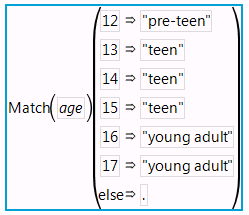 12 ⇒ "pre-teen"
13 ⇒ "teen"
14 ⇒ "teen"
Match(age) 15 ⇒ "teen"
16 ⇒ "young adult"
17 ⇒ "young adult"
else⇒ .